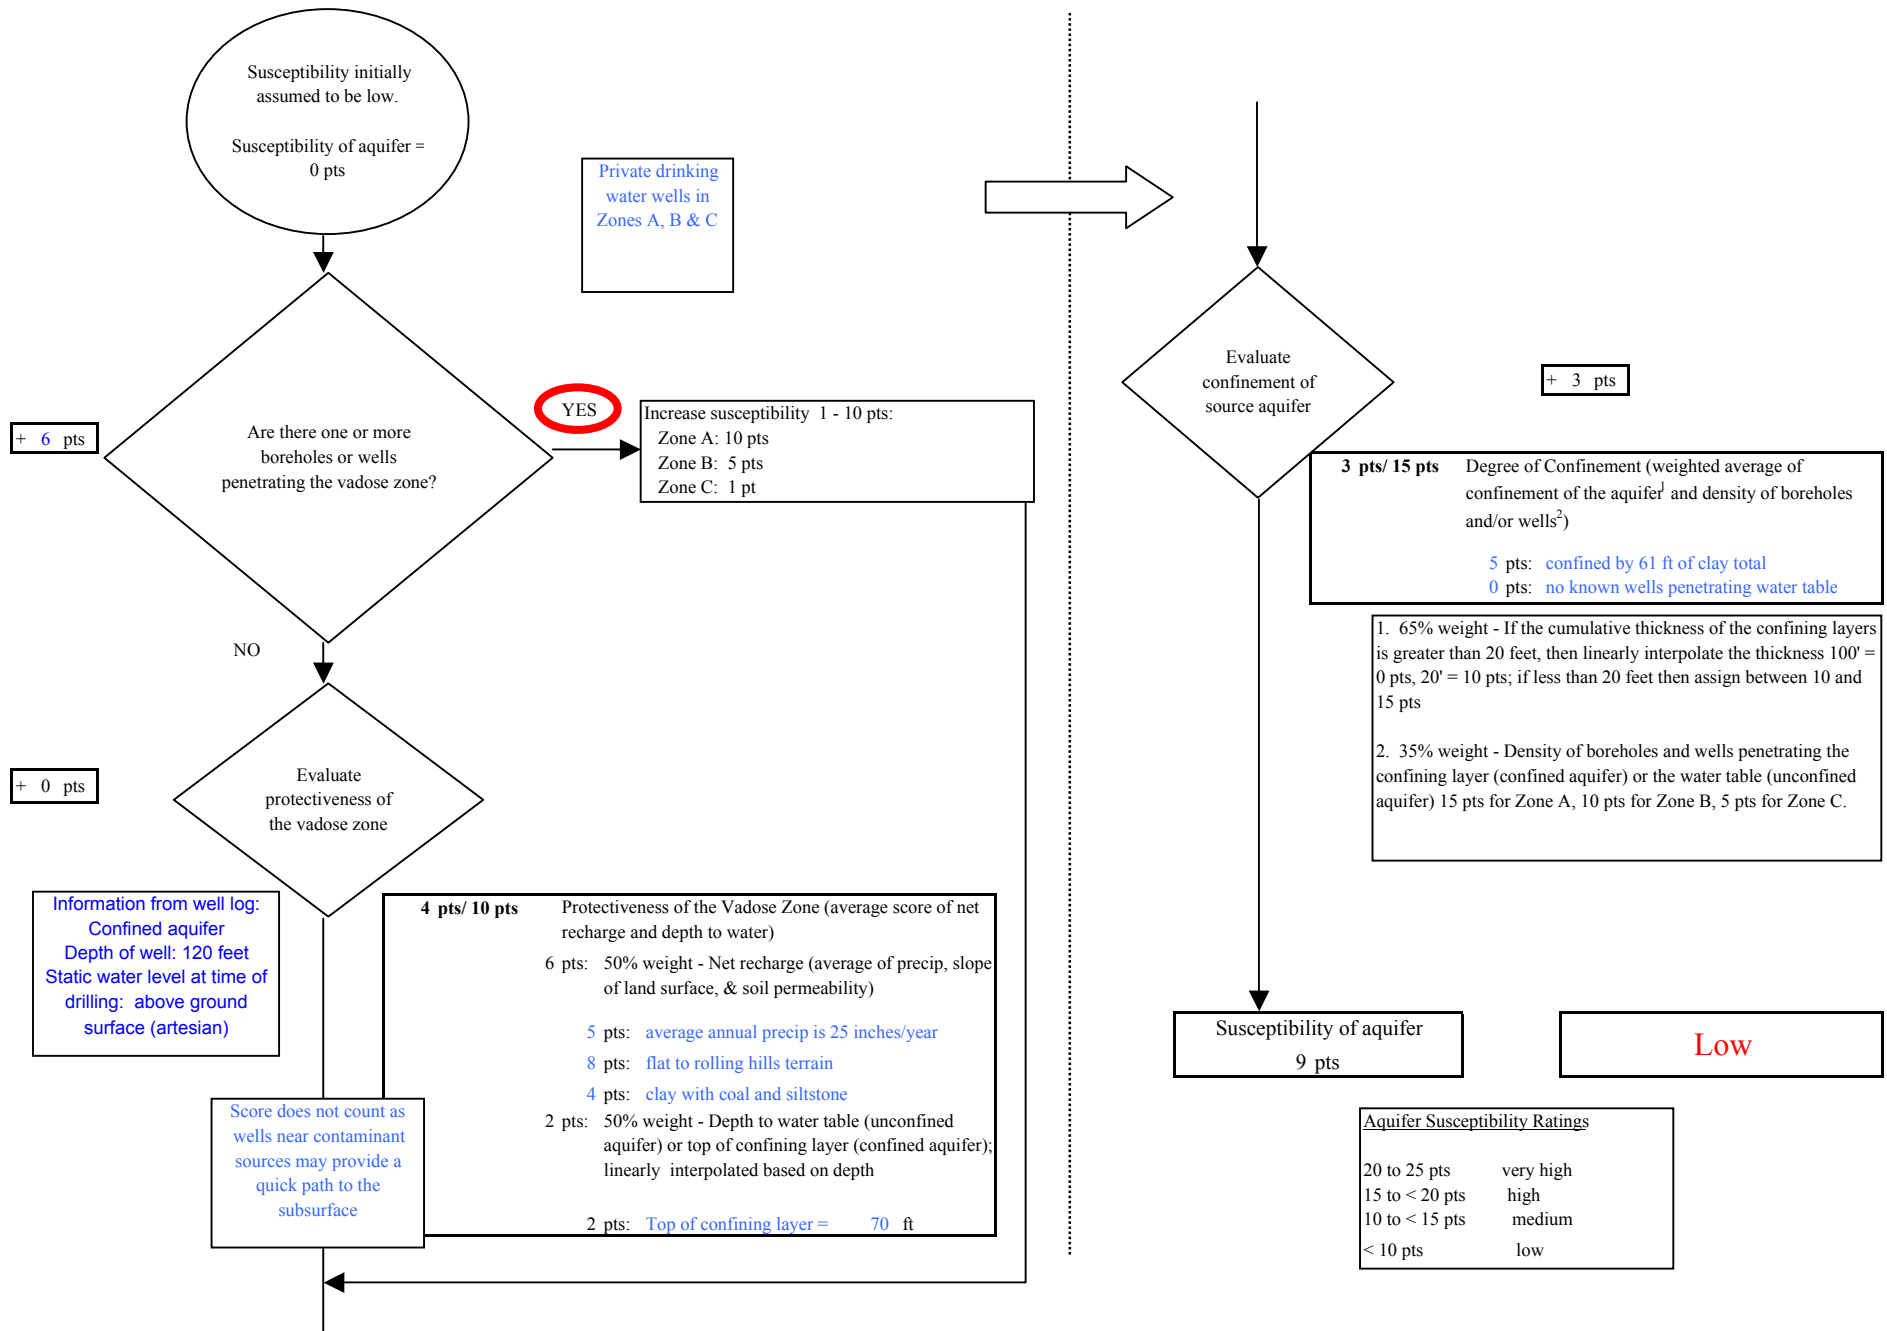 Susceptibility initially
assumed to be low.
Susceptibility of aquifer =
0 pts
Private drinking
water wells in
Zones A, B & C
YES
+ 6 pts
Are there one or more
boreholes or wells
penetrating the vadose zone?
Increase susceptibility 1 - 10 pts:
Zone A: 10 pts
Zone B: 5 pts
Zone C: 1 pt
NO
+ 0 pts
Evaluate
protectiveness of
the vadose zone
Information from well log:
Confined aquifer
Depth of well: 120 feet
Static water level at time of
drilling: above ground
surface (artesian)
4 pts/ 10 pts Protectiveness of the Vadose Zone (average score of net
recharge and depth to water)
6 pts: 50% weight - Net recharge (average of precip, slope
of land surface, & soil permeability)
5 pts: average annual precip is 25 inches/year
8 pts: flat to rolling hills terrain
4 pts: clay with coal and siltstone
2 pts: 50% weight - Depth to water table (unconfined
aquifer) or top of confining layer (confined aquifer);
linearly interpolated based on depth
2 pts: Top of confining layer = 70 ft
Score does not count as
wells near contaminant
sources may provide a
quick path to the
subsurface
Evaluate
confinement of
source aquifer
+ 3 pts
3 pts/ 15 pts Degree of Confinement (weighted average of
confinement of the aquifer1 and density of boreholes
and/or wells2)
5 pts: confined by 61 ft of clay total
0 pts: no known wells penetrating water table
1. 65% weight - If the cumulative thickness of the confining layers
is greater than 20 feet, then linearly interpolate the thickness 100' =
0 pts, 20' = 10 pts; if less than 20 feet then assign between 10 and
15 pts
2. 35% weight - Density of boreholes and wells penetrating the
confining layer (confined aquifer) or the water table (unconfined
aquifer) 15 pts for Zone A, 10 pts for Zone B, 5 pts for Zone C.
Susceptibility of aquifer
9 pts
Low
Aquifer Susceptibility Ratings
20 to 25 pts very high
15 to < 20 pts high
10 to < 15 pts medium
< 10 pts low